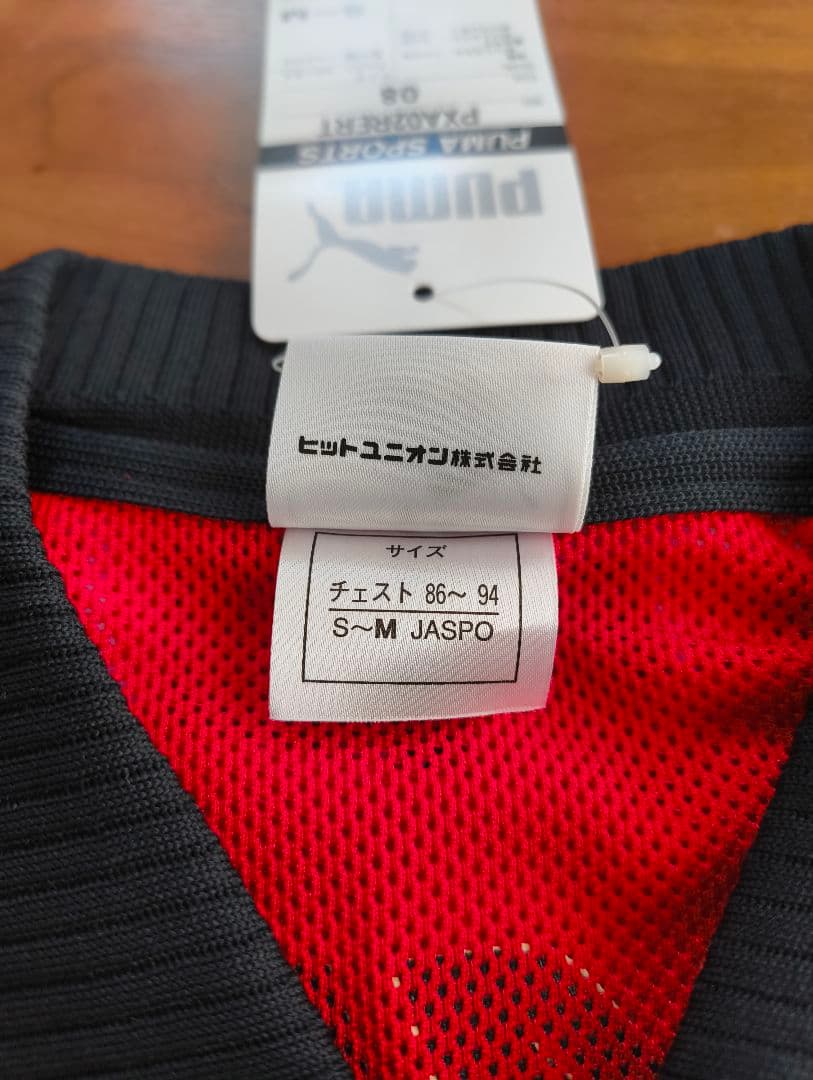 PUMA
PUMA SPORTS
PXA02RERT
08
ヒットユニオン株式会社
サイズ
チェスト 86～ 94
S～M JASPO